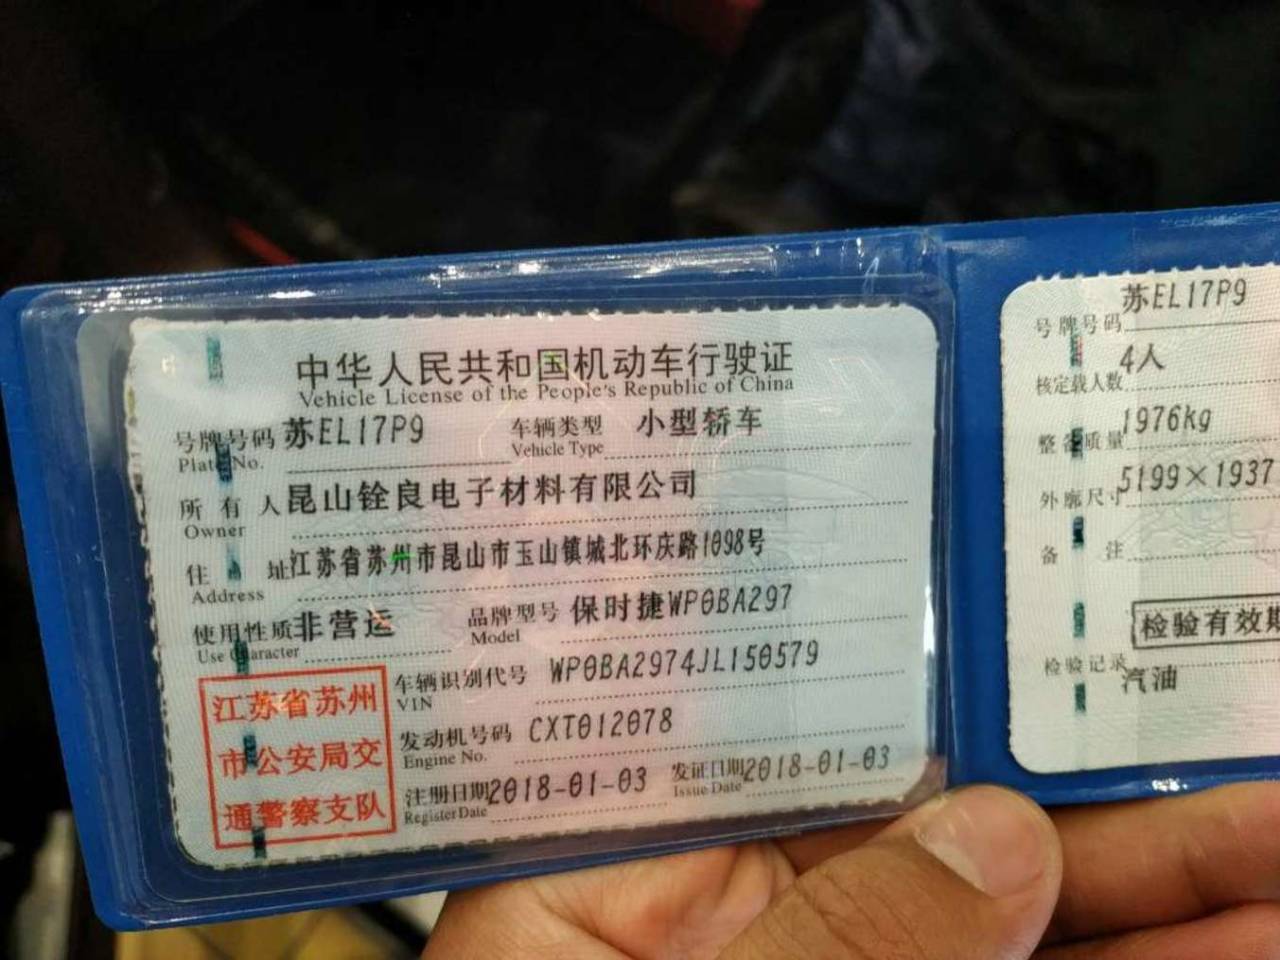 中华人民共和国机动车行驶证
Vehicle License of the People's Republic of China
号牌号码 苏EL17P9 车辆类型 小型轿车
Plate No. Vehicle Type
所有人 昆山铨良电子材料有限公司
Owner
住址 江苏省苏州市昆山市玉山镇城北环庆路1098号
Address
使用性质 非营运 品牌型号 保时捷WP0BA297
Use Character Model
车辆识别代号 WP0BA2974JL150579
VIN
发动机号码 CXT012078
Engine No.
注册日期 2018-01-03 发证日期 2018-01-03
Register Date Issue Date
江苏省苏州
市公安局交
通警察支队
号牌号码 苏EL17P9
核定载人数 4人
整备质量 1976kg
外廓尺寸 5199×1937
备注
检验有效期
检验记录
汽油